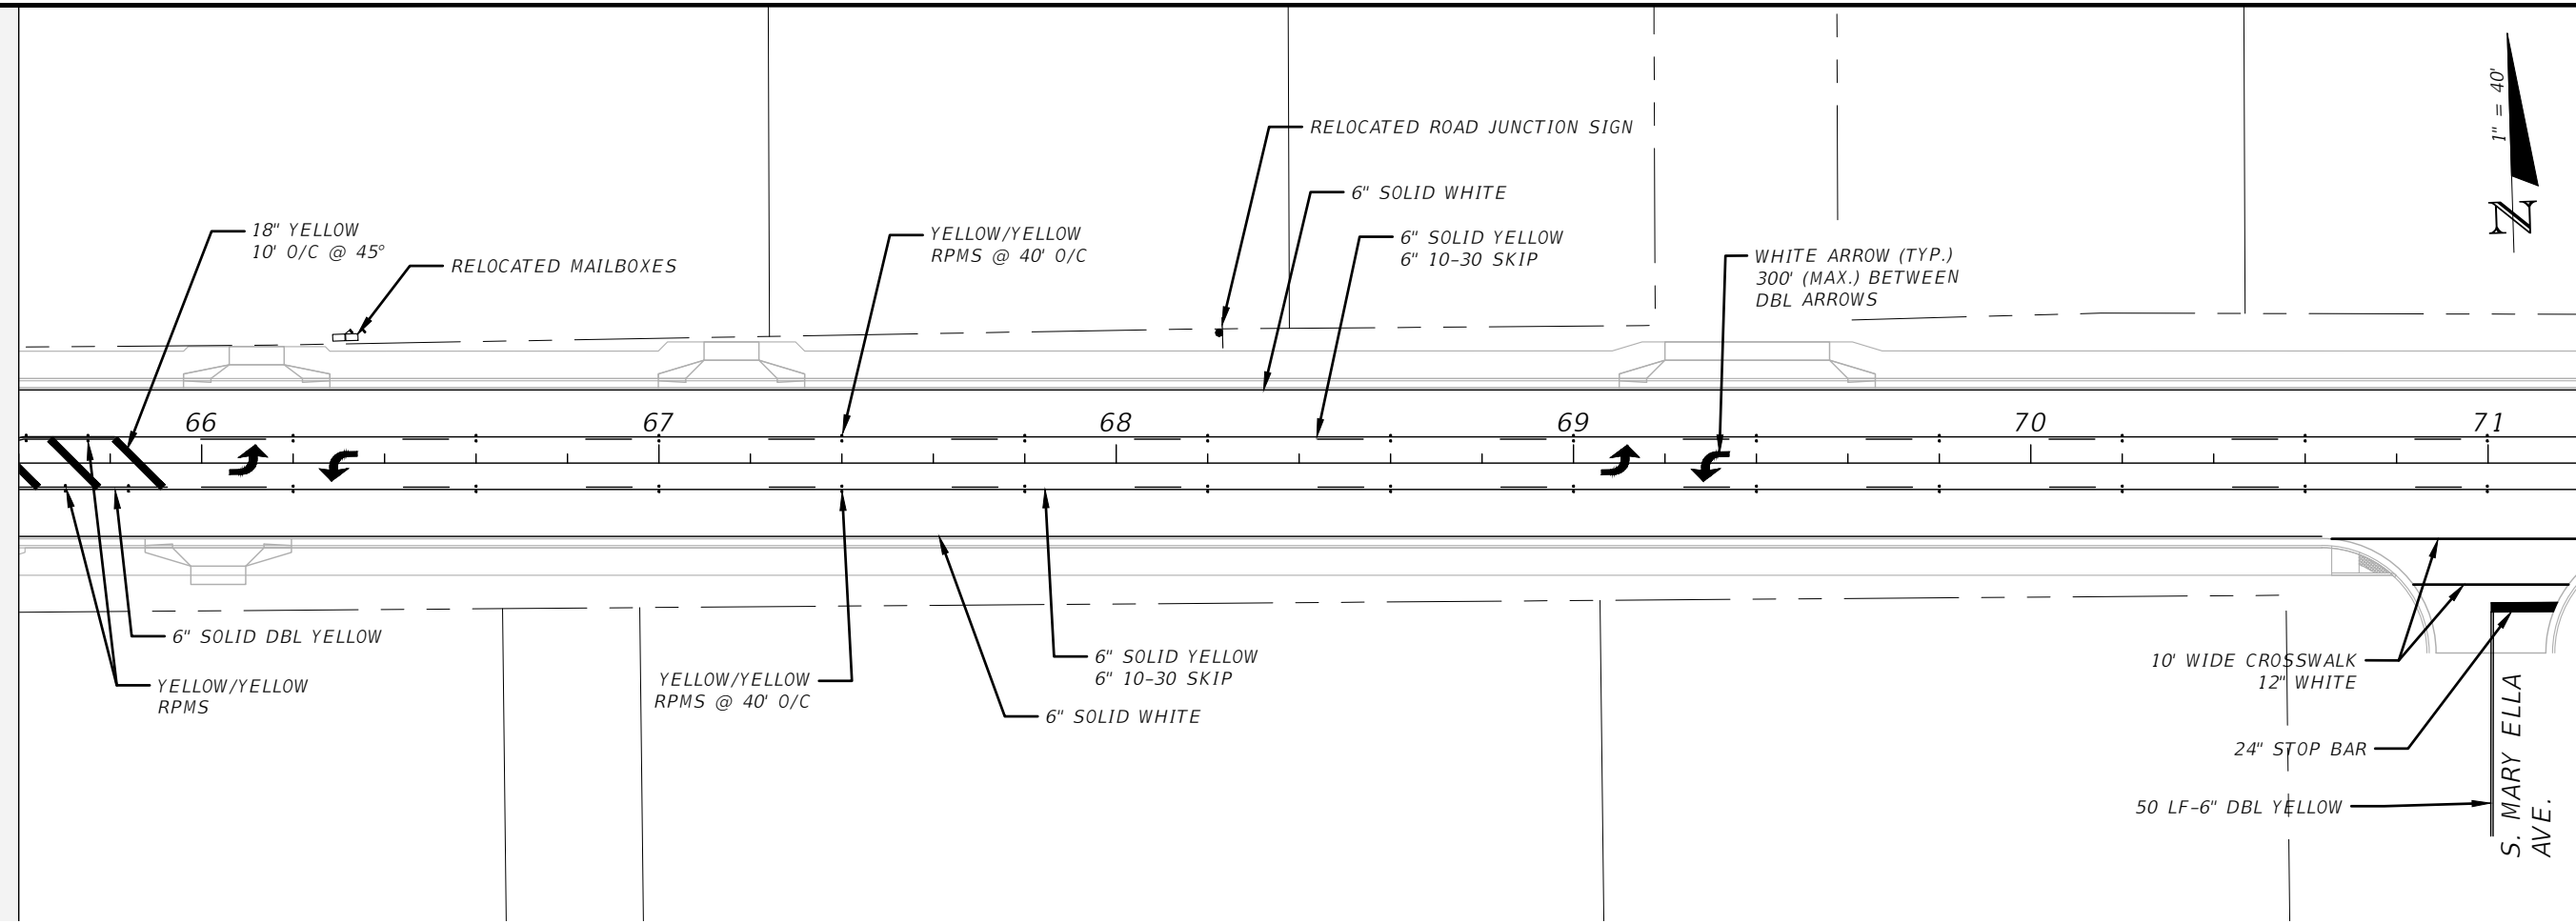 1" = 40'
N
RELOCATED ROAD JUNCTION SIGN
6" SOLID WHITE
18" YELLOW
10' O/C @ 45°
YELLOW/YELLOW
RPMS @ 40' O/C
6" SOLID YELLOW
6" 10-30 SKIP
RELOCATED MAILBOXES
WHITE ARROW (TYP.)
300' (MAX.) BETWEEN
DBL ARROWS
66
67
68
69
70
71
6" SOLID DBL YELLOW
YELLOW/YELLOW
RPMS
YELLOW/YELLOW
RPMS @ 40' O/C
6" SOLID YELLOW
6" 10-30 SKIP
6" SOLID WHITE
10' WIDE CROSSWALK
12" WHITE
24" STOP BAR
50 LF-6" DBL YELLOW
S. MARY ELLA
AVE.